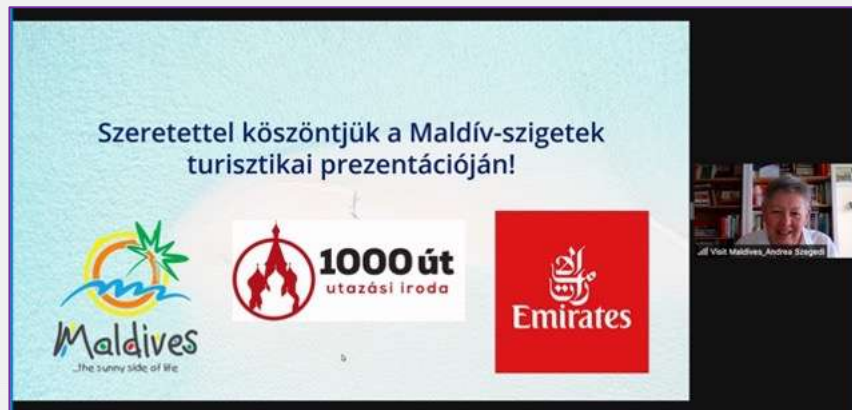 Szeretettel köszöntjük a Maldív-szigetek
turisztikai prezentációján!
Maldives
...the sunny side of life
1000 út
utazási iroda
Emirates
Visit Maldives_Andrea Szegedi